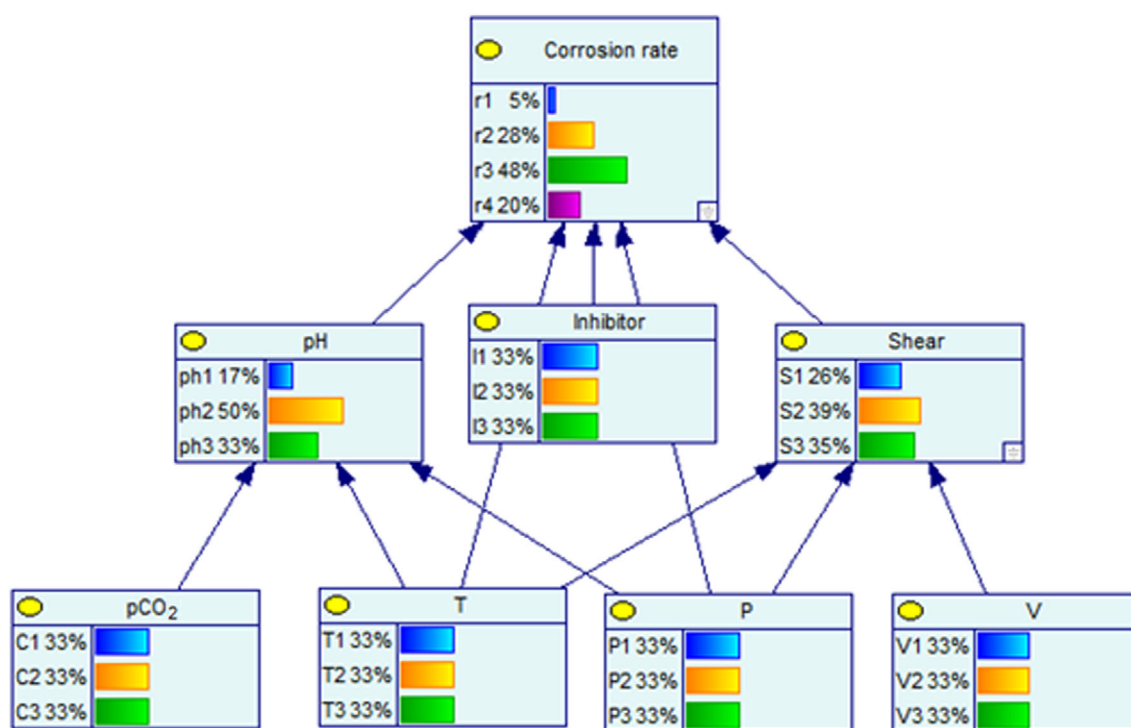 Corrosion rate
r1 5%
r2 28%
r3 48%
r4 20%
pH
ph1 17%
ph2 50%
ph3 33%
Inhibitor
I1 33%
I2 33%
I3 33%
Shear
S1 26%
S2 39%
S3 35%
pCO₂
C1 33%
C2 33%
C3 33%
T
T1 33%
T2 33%
T3 33%
P
P1 33%
P2 33%
P3 33%
V
V1 33%
V2 33%
V3 33%